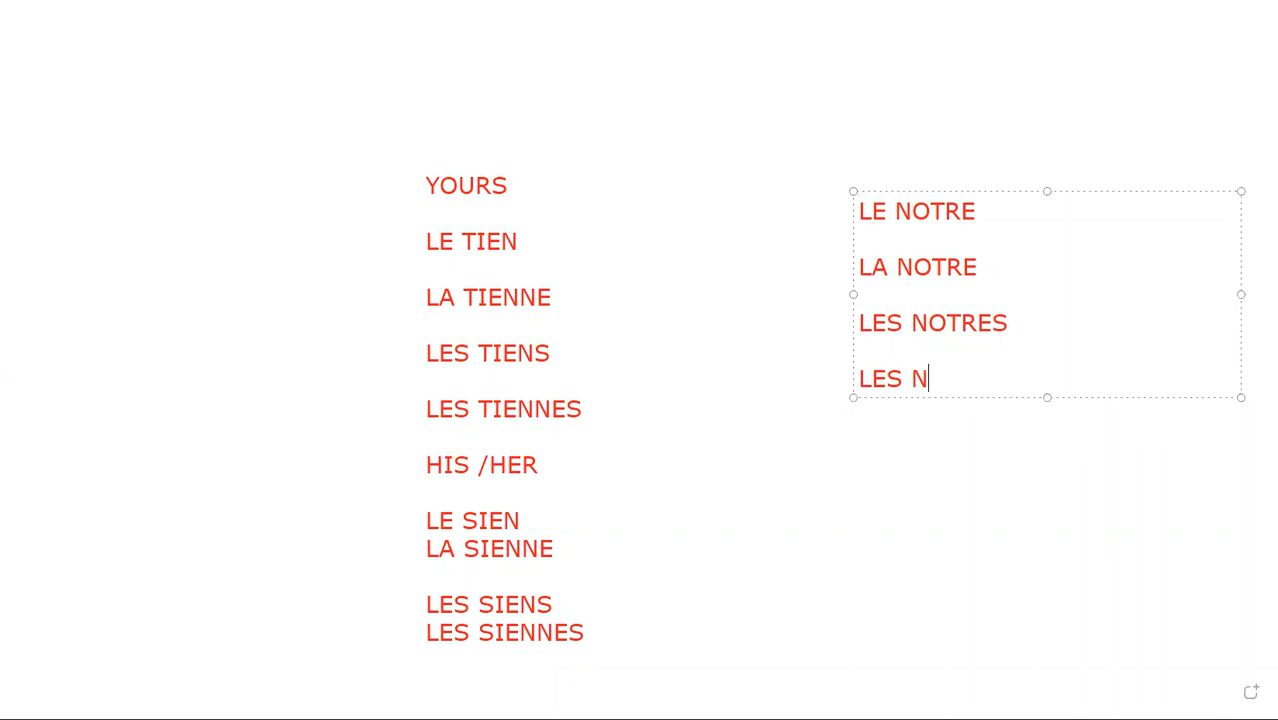 YOURS
LE TIEN
LA TIENNE
LES TIENS
LES TIENNES
HIS /HER
LE SIEN
LA SIENNE
LES SIENS
LES SIENNES
LE NOTRE
LA NOTRE
LES NOTRES
LES N